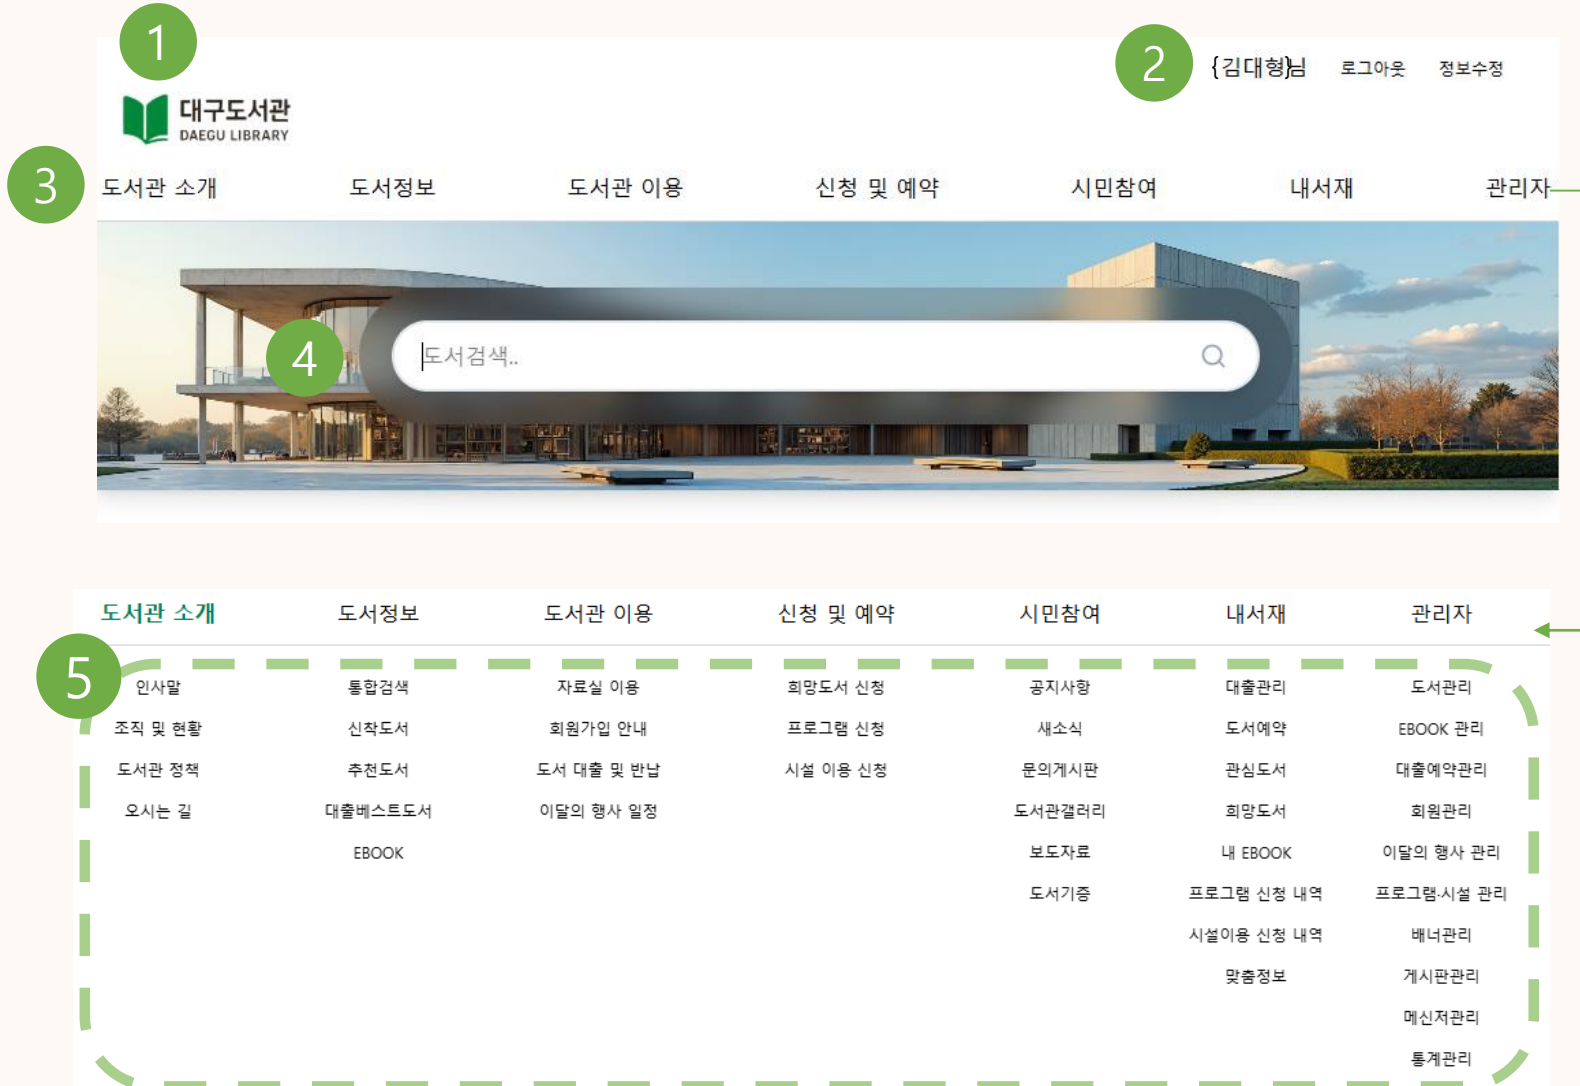 1
2 {김대형}님 로그아웃 정보수정
대구도서관
DAEGU LIBRARY
3 도서관 소개 도서정보 도서관 이용 신청 및 예약 시민참여 내서재 관리자
4 도서검색..
도서관 소개 도서정보 도서관 이용 신청 및 예약 시민참여 내서재 관리자
5
인사말 통합검색 자료실 이용 희망도서 신청 공지사항 대출관리 도서관리
조직 및 현황 신착도서 회원가입 안내 프로그램 신청 새소식 도서예약 EBOOK 관리
도서관 정책 추천도서 도서 대출 및 반납 시설 이용 신청 문의게시판 관심도서 대출예약관리
오시는 길 대출베스트도서 이달의 행사 일정 도서관갤러리 희망도서 회원관리
EBOOK 보도자료 내 EBOOK 이달의 행사 관리
도서기증 프로그램 신청 내역 프로그램·시설 관리
시설이용 신청 내역 배너관리
맞춤정보 게시판관리
메신저관리
통계관리